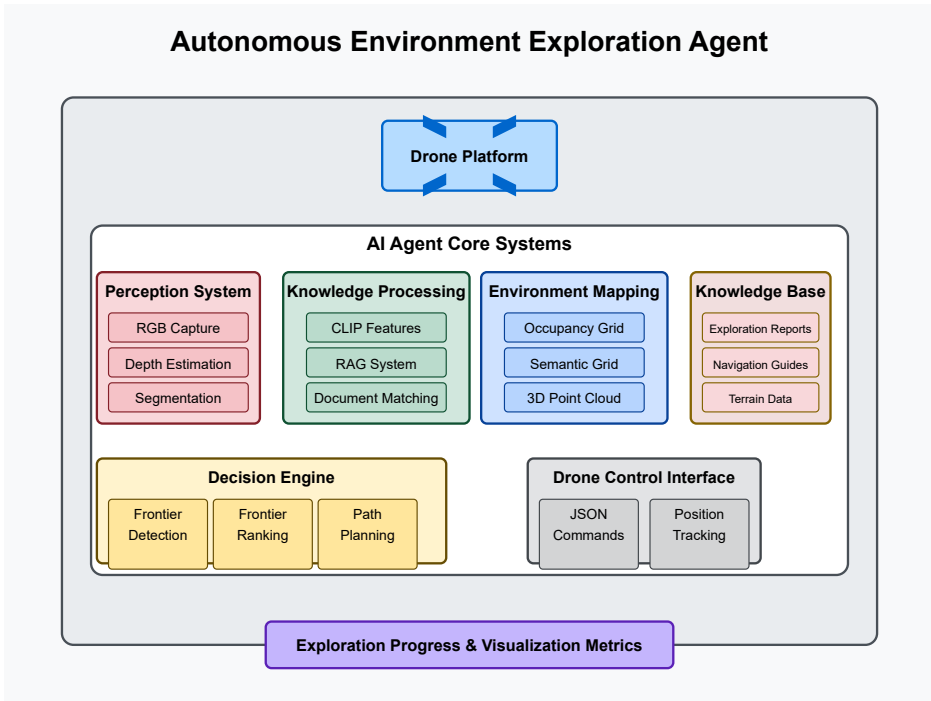 Autonomous Environment Exploration Agent
Drone Platform
AI Agent Core Systems
Perception System
RGB Capture
Depth Estimation
Segmentation
Knowledge Processing
CLIP Features
RAG System
Document Matching
Environment Mapping
Occupancy Grid
Semantic Grid
3D Point Cloud
Knowledge Base
Exploration Reports
Navigation Guides
Terrain Data
Decision Engine
Frontier
Detection
Frontier
Ranking
Path
Planning
Drone Control Interface
JSON
Commands
Position
Tracking
Exploration Progress & Visualization Metrics